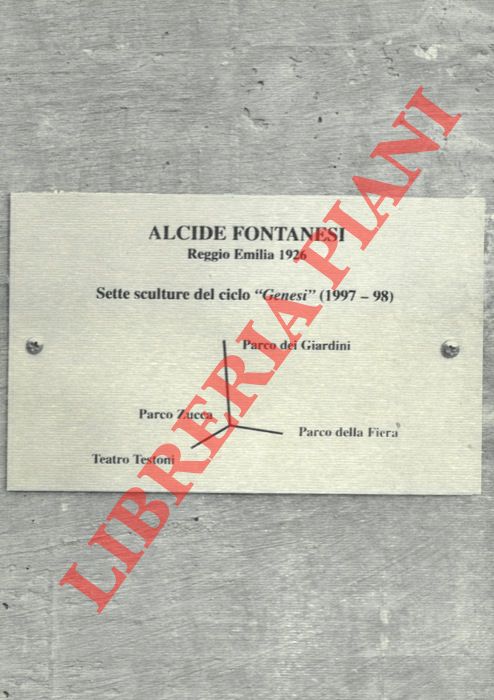 ALCIDE FONTANESI
Reggio Emilia 1926
Sette sculture del ciclo “Genesi” (1997 – 98)
Parco dei Giardini
Parco Zucca
Parco della Fiera
Teatro Testoni
LIBRERIA PIANI